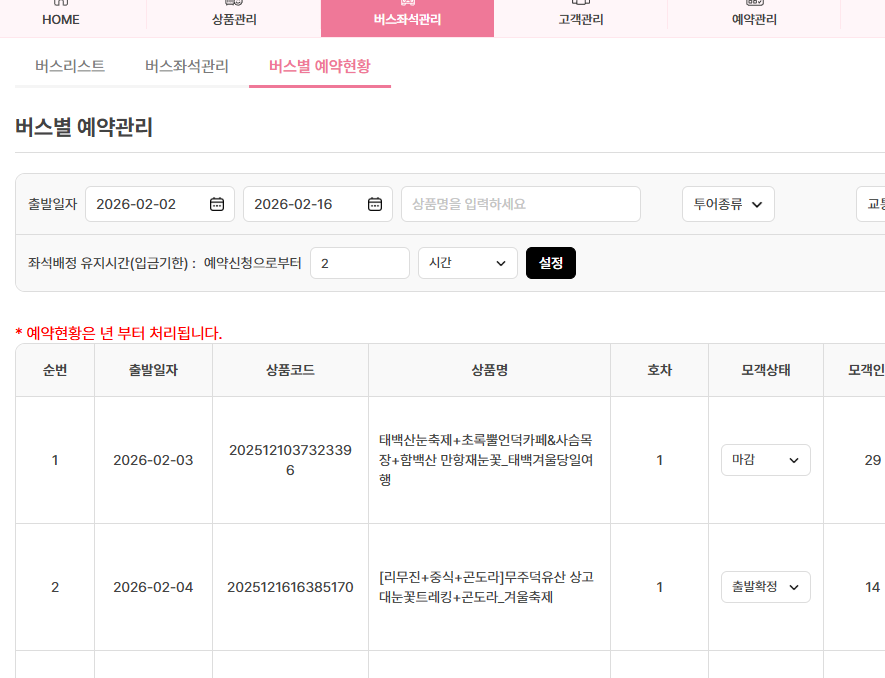 HOME 상품관리 버스좌석관리 고객관리 예약관리
버스리스트 버스좌석관리 버스별 예약현황
버스별 예약관리
출발일자 2026-02-02 2026-02-16 상품명을 입력하세요 투어종류
좌석배정 유지시간(입금기한) : 예약신청으로부터 2 시간 설정
* 예약현황은 년 부터 처리됩니다.
순번 출발일자 상품코드 상품명 호차 모객상태 모객인
태백산눈축제+초록뿔언덕카페&사슴목
202512103732339
1 2026-02-03 장+함백산 만항재눈꽃_태백겨울당일여 1 마감 29
6
행
[리무진+중식+곤도라]무주덕유산 상고
2 2026-02-04 2025121616385170 1 출발확정 14
대눈꽃트레킹+곤도라_겨울축제